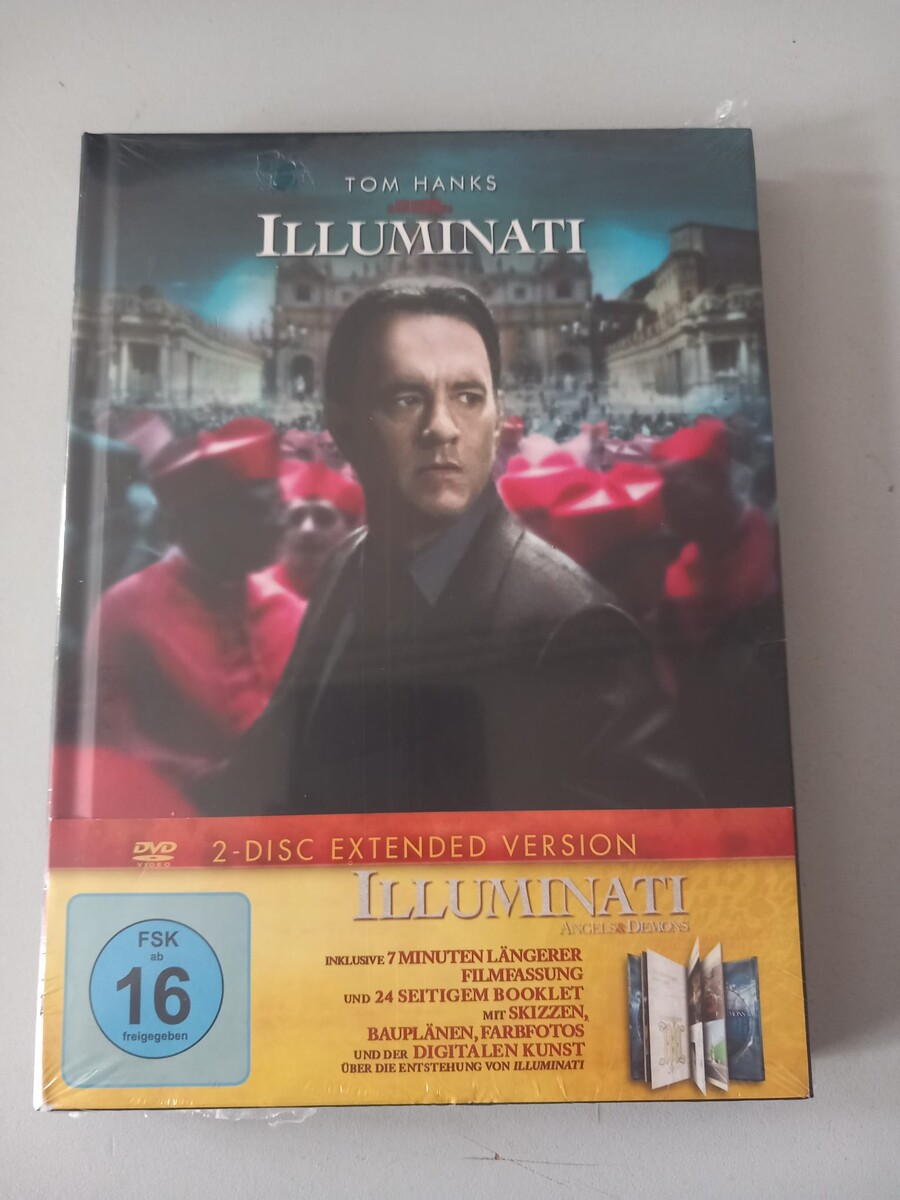 TOM HANKS
ILLUMINATI
DVD VIDEO 2-DISC EXTENDED VERSION
ILLUMINATI
ANGELS&DEMONS
FSK
ab
16
freigegeben
INKLUSIVE 7 MINUTEN LÄNGERER
FILMFASSUNG
UND 24 SEITIGEM BOOKLET
MIT SKIZZEN,
BAUPLÄNEN, FARBFOTOS
UND DER DIGITALEN KUNST
ÜBER DIE ENTSTEHUNG VON ILLUMINATI